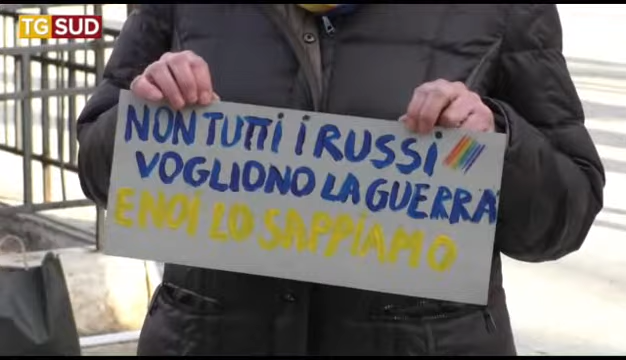 TG SUD
NON TUTTI I RUSSI
VOGLIONO LA GUERRA
E NOI LO SAPPIAMO